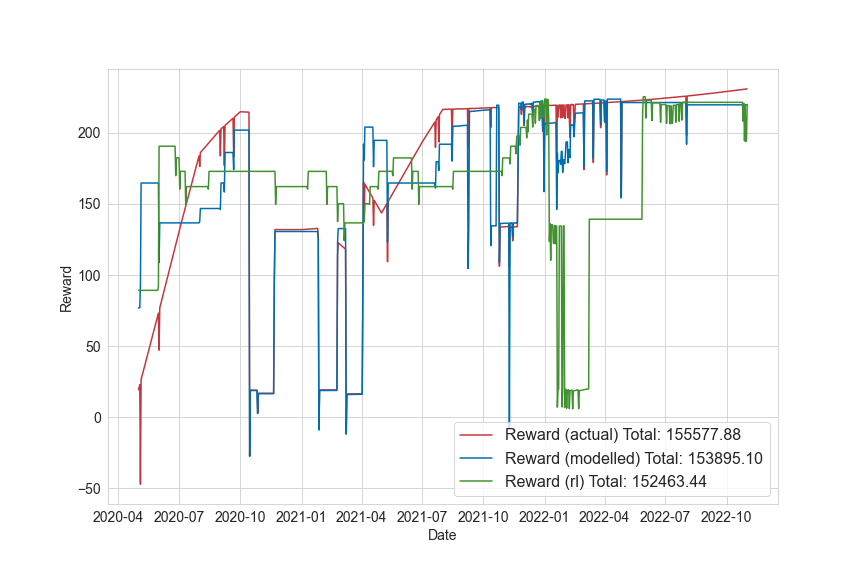 200
150
100
50
0
−50
Reward
2020-04 2020-07 2020-10 2021-01 2021-04 2021-07 2021-10 2022-01 2022-04 2022-07 2022-10
Date
Reward (actual) Total: 155577.88
Reward (modelled) Total: 153895.10
Reward (rl) Total: 152463.44